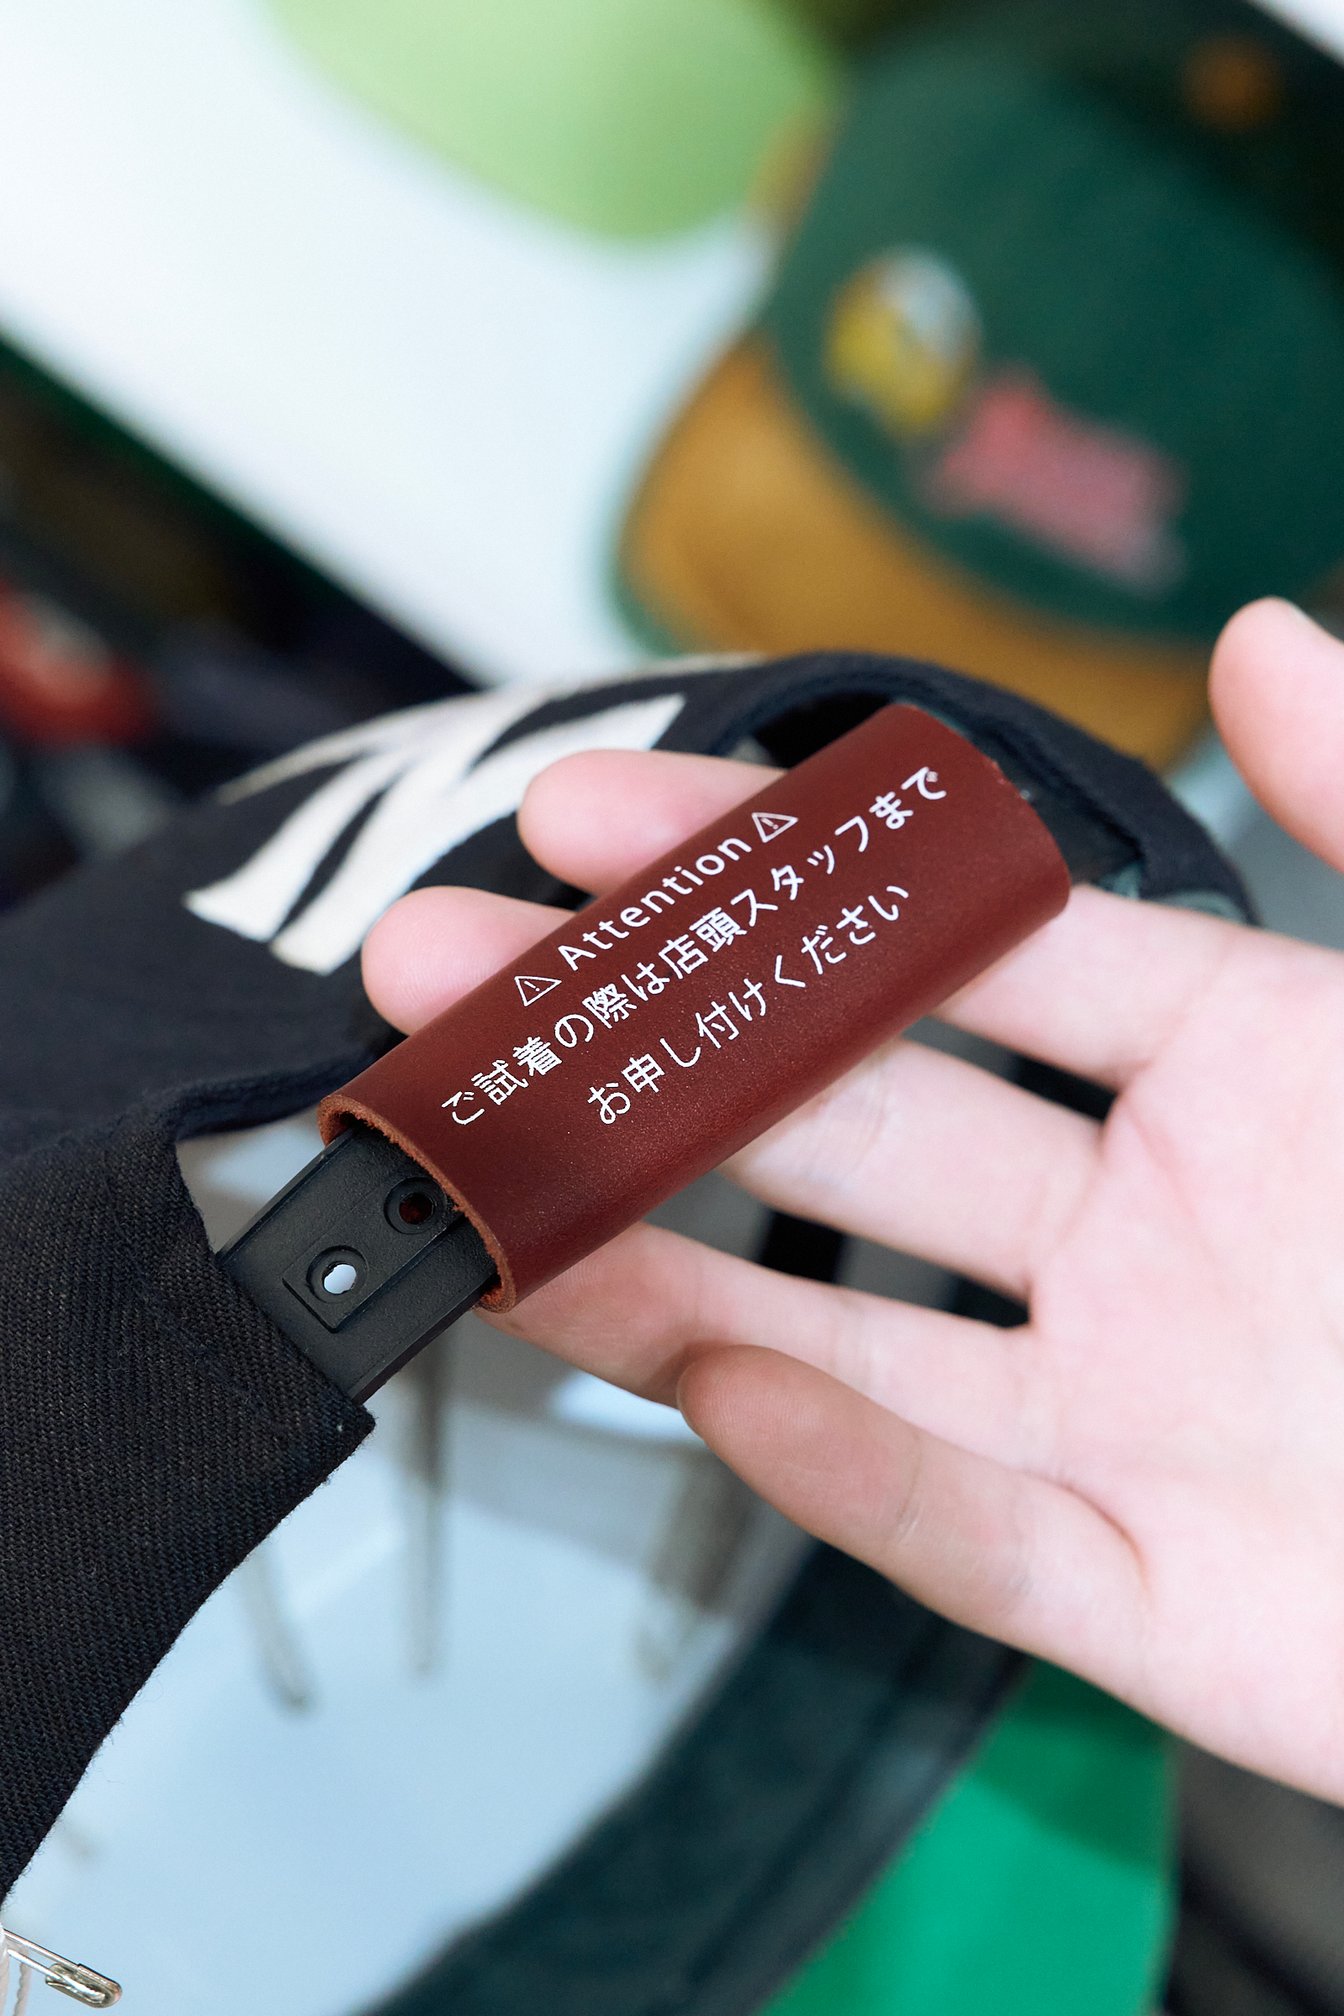 ⚠ Attention ⚠
ご試着の際は店頭スタッフまで
お申し付けください